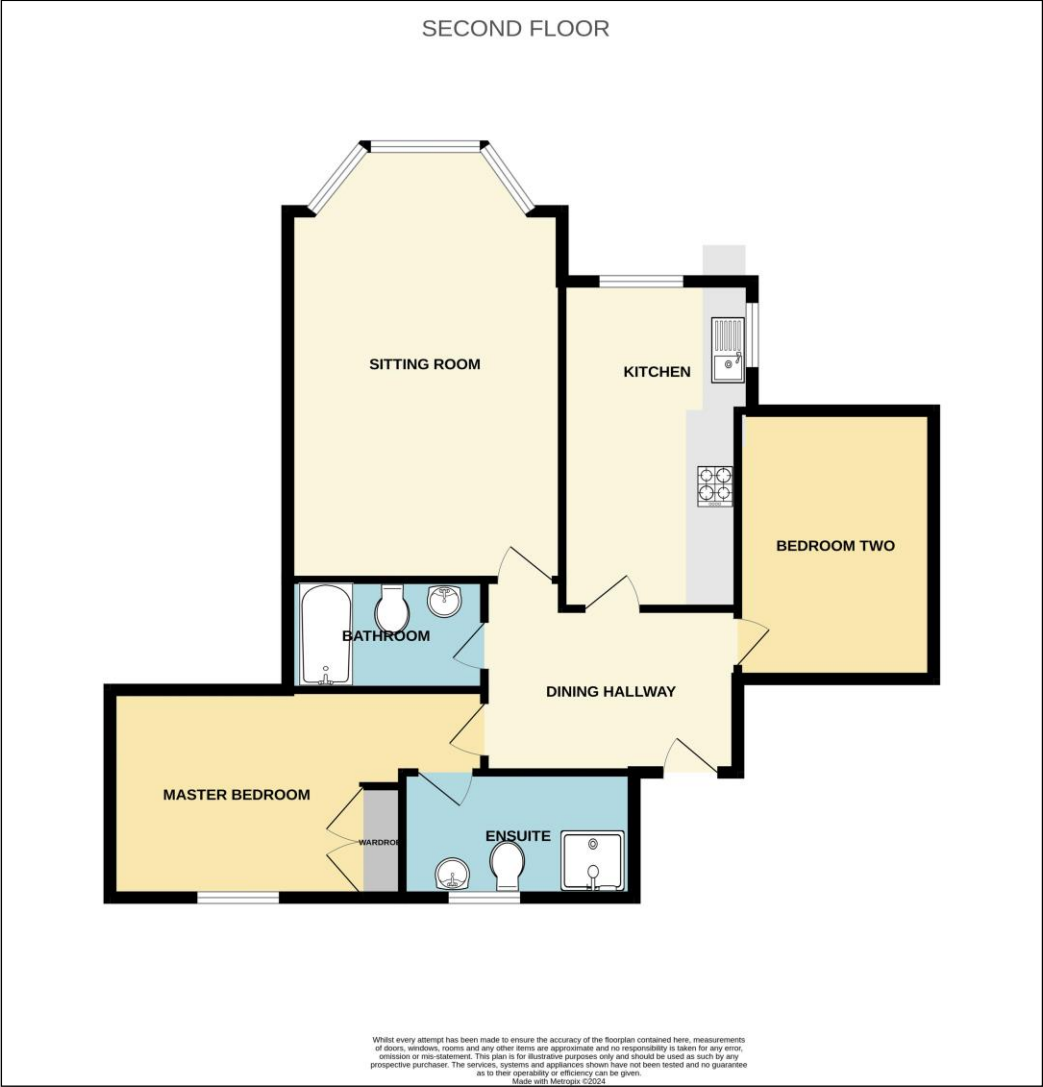 SECOND FLOOR
SITTING ROOM
KITCHEN
BEDROOM TWO
BATHROOM
DINING HALLWAY
MASTER BEDROOM
WARDROB
ENSUITE
Whilst every attempt has been made to ensure the accuracy of the floorplan contained here, measurements
of doors, windows, rooms and any other items are approximate and no responsibility is taken for any error,
omission or mis-statement. This plan is for illustrative purposes only and should be used as such by any
prospective purchaser. The services, systems and appliances shown have not been tested and no guarantee
as to their operability or efficiency can be given.
Made with Metropix ©2024